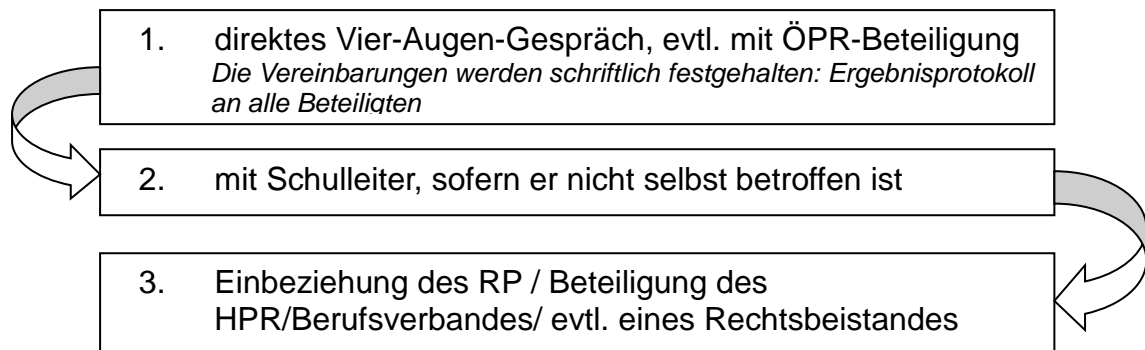 1. direktes Vier-Augen-Gespräch, evtl. mit ÖPR-Beteiligung
Die Vereinbarungen werden schriftlich festgehalten: Ergebnisprotokoll
an alle Beteiligten
2. mit Schulleiter, sofern er nicht selbst betroffen ist
3. Einbeziehung des RP / Beteiligung des
HPR/Berufsverbandes/ evtl. eines Rechtsbeistandes